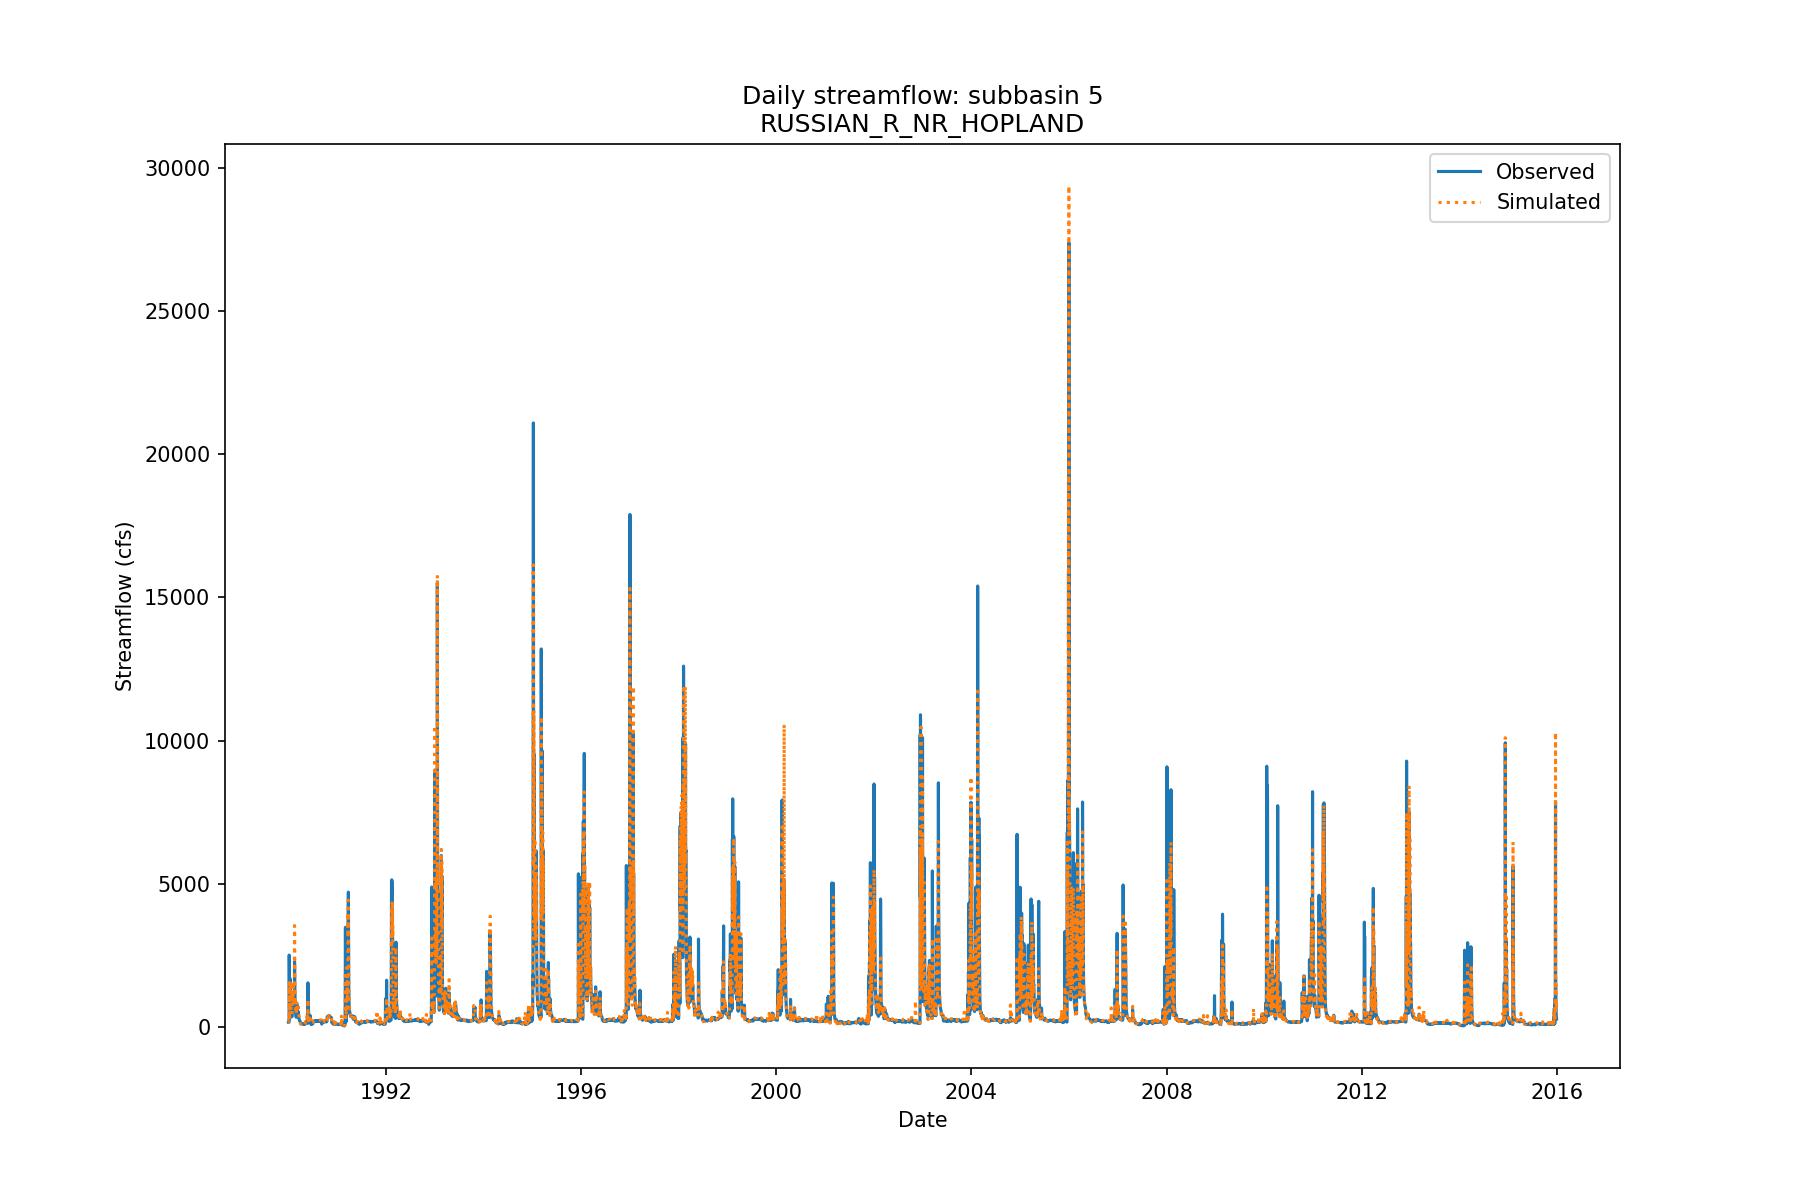 Daily streamflow: subbasin 5
RUSSIAN_R_NR_HOPLAND
30000
25000
20000
15000
10000
5000
0
Streamflow (cfs)
Observed
Simulated
1992
1996
2000
2004
2008
2012
2016
Date